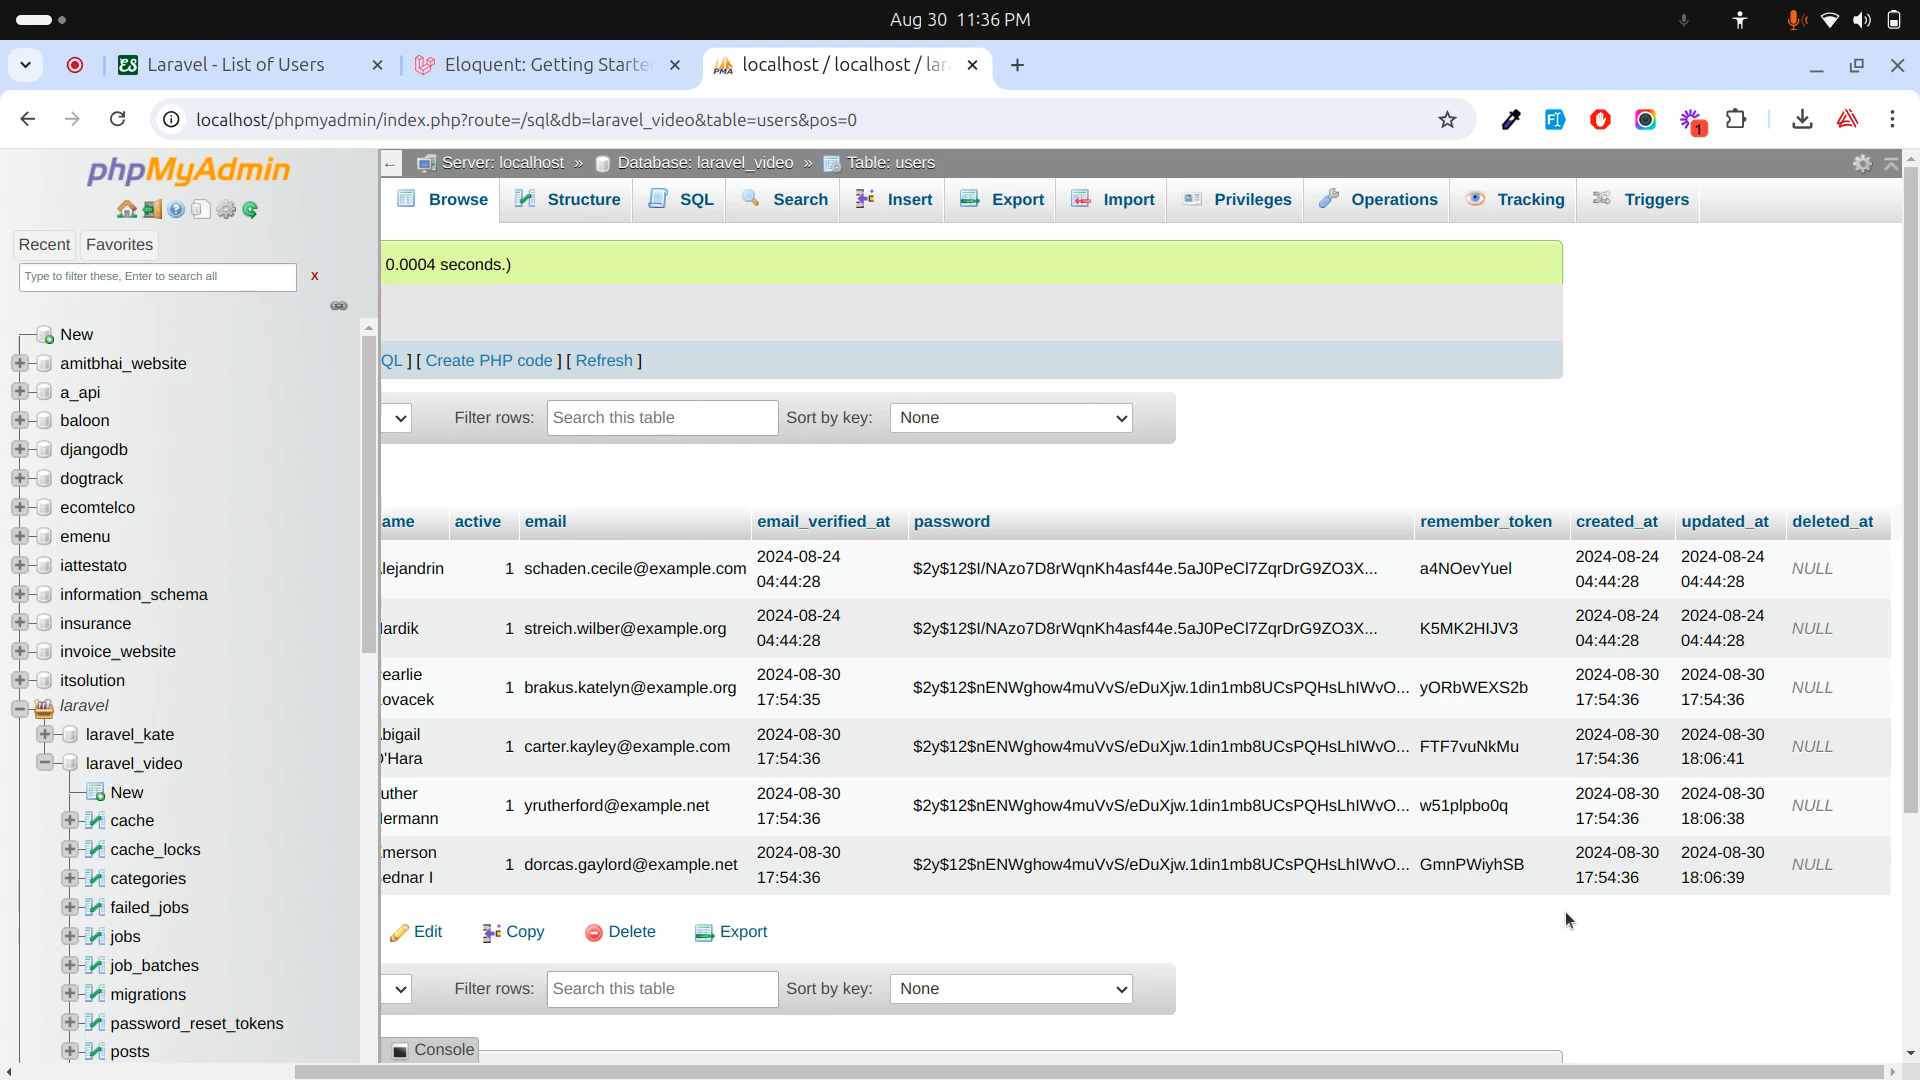 Aug 30 11:36 PM
Laravel - List of Users
Eloquent: Getting Starte
localhost / localhost / lar
localhost/phpmyadmin/index.php?route=/sql&db=laravel_video&table=users&pos=0
1
phpMyAdmin
Recent Favorites
Type to filter these, Enter to search all X
New
amitbhai_website
a_api
baloon
djangodb
dogtrack
ecomtelco
emenu
iattestato
information_schema
insurance
invoice_website
itsolution
laravel
laravel_kate
laravel_video
New
cache
cache_locks
categories
failed_jobs
jobs
job_batches
migrations
password_reset_tokens
posts
Server: localhost » Database: laravel_video » Table: users
Browse Structure SQL Search Insert Export Import Privileges Operations Tracking Triggers
0.0004 seconds.)
QL ] [ Create PHP code ] [ Refresh ]
Filter rows: Search this table Sort by key: None
ame active email email_verified_at password remember_token created_at updated_at deleted_at
lejandrin 1 schaden.cecile@example.com 2024-08-24 04:44:28 $2y$12$I/NAzo7D8rWqnKh4asf44e.5aJ0PeCl7ZqrDrG9ZO3X... a4NOevYuel 2024-08-24 04:44:28 2024-08-24 04:44:28 NULL
ardik 1 streich.wilber@example.org 2024-08-24 04:44:28 $2y$12$I/NAzo7D8rWqnKh4asf44e.5aJ0PeCl7ZqrDrG9ZO3X... K5MK2HIJV3 2024-08-24 04:44:28 2024-08-24 04:44:28 NULL
earlie ovacek 1 brakus.katelyn@example.org 2024-08-30 17:54:35 $2y$12$nENWghow4muVvS/eDuXjw.1din1mb8UCsPQHsLhIWvO... yORbWEXS2b 2024-08-30 17:54:36 2024-08-30 17:54:36 NULL
bigail 'Hara 1 carter.kayley@example.com 2024-08-30 17:54:36 $2y$12$nENWghow4muVvS/eDuXjw.1din1mb8UCsPQHsLhIWvO... FTF7vuNkMu 2024-08-30 17:54:36 2024-08-30 18:06:41 NULL
uther ermann 1 yrutherford@example.net 2024-08-30 17:54:36 $2y$12$nENWghow4muVvS/eDuXjw.1din1mb8UCsPQHsLhIWvO... w51plpbo0q 2024-08-30 17:54:36 2024-08-30 18:06:38 NULL
merson ednar I 1 dorcas.gaylord@example.net 2024-08-30 17:54:36 $2y$12$nENWghow4muVvS/eDuXjw.1din1mb8UCsPQHsLhIWvO... GmnPWiyhSB 2024-08-30 17:54:36 2024-08-30 18:06:39 NULL
Edit Copy Delete Export
Filter rows: Search this table Sort by key: None
Console